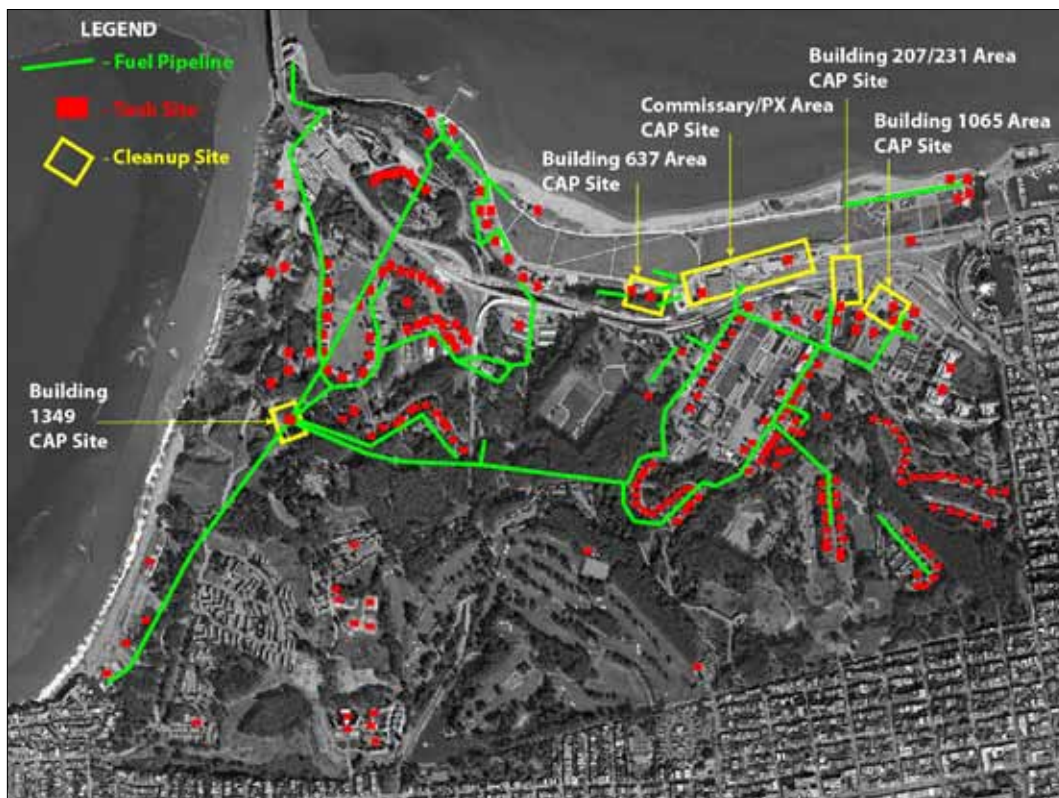 LEGEND
- Fuel Pipeline
- Tank Site
- Cleanup Site
Building 207/231 Area
CAP Site
Commissary/PX Area
CAP Site
Building 1065 Area
CAP Site
Building 637 Area
CAP Site
Building
1349
CAP Site